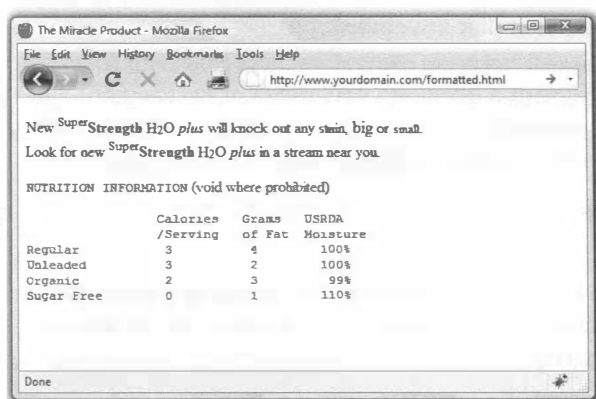 The Miracle Product - Mozilla Firefox
File Edit View History Bookmarks Tools Help
http://www.yourdomain.com/formatted.html
New SuperStrength H2O plus will knock out any stain, big or small.
Look for new SuperStrength H2O plus in a stream near you.
NUTRITION INFORMATION (void where prohibited)
Calories Grams USRDA
/Serving of Fat Moisture
Regular 3 4 100%
Unleaded 3 2 100%
Organic 2 3 99%
Sugar Free 0 1 110%
Done